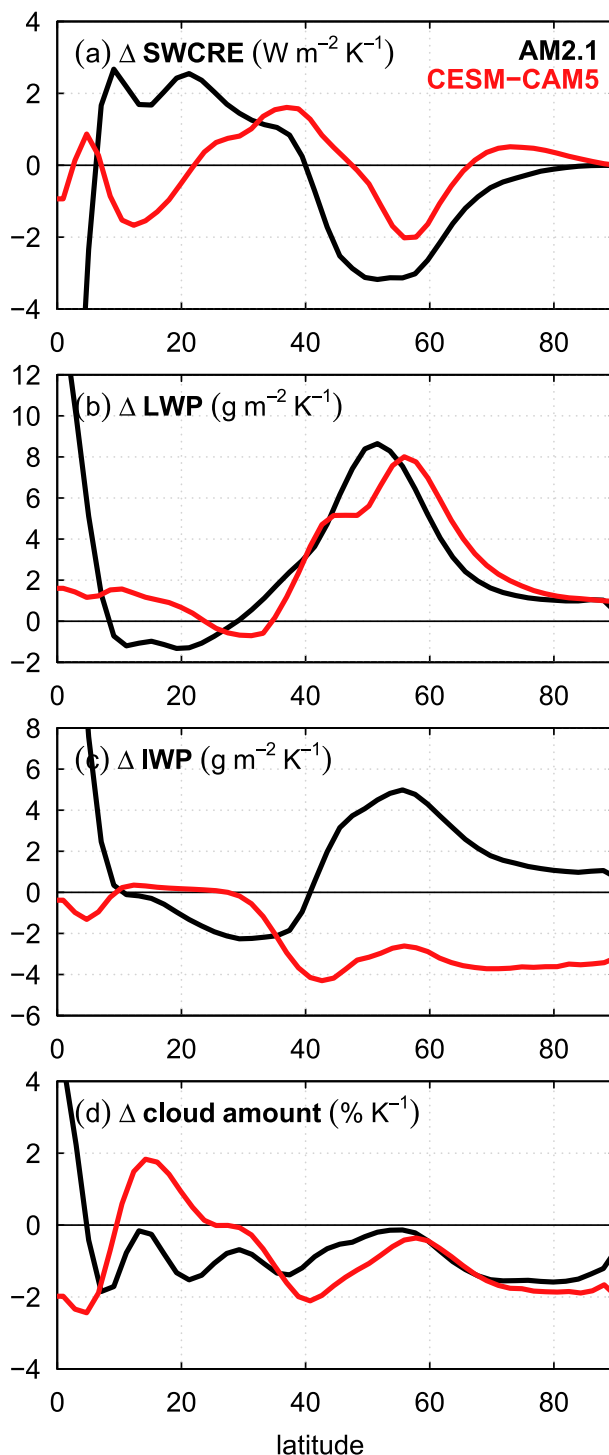 4
(a) Δ SWCRE (W m⁻² K⁻¹) AM2.1
CESM−CAM5
2
0
−2
−4
0 20 40 60 80
12
(b) Δ LWP (g m⁻² K⁻¹)
10
8
6
4
2
0
−2
0 20 40 60 80
8
(c) Δ IWP (g m⁻² K⁻¹)
6
4
2
0
−2
−4
−6
0 20 40 60 80
4
(d) Δ cloud amount (% K⁻¹)
2
0
−2
−4
0 20 40 60 80
latitude